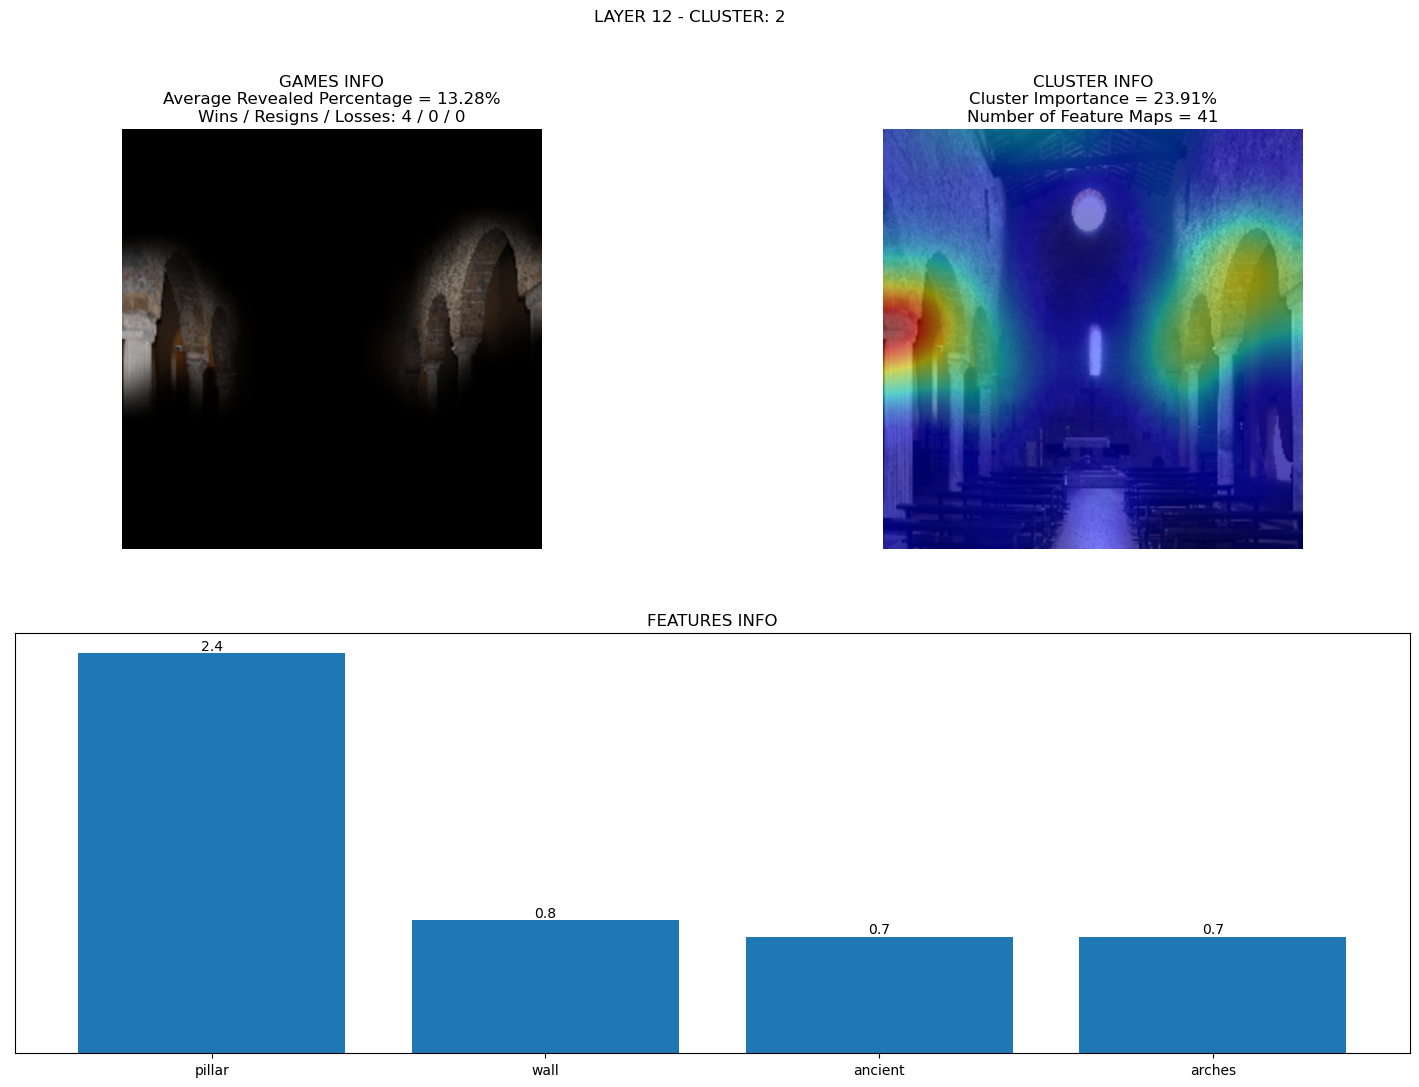 LAYER 12 - CLUSTER: 2
GAMES INFO
Average Revealed Percentage = 13.28%
Wins / Resigns / Losses: 4 / 0 / 0
CLUSTER INFO
Cluster Importance = 23.91%
Number of Feature Maps = 41
FEATURES INFO
2.4
0.8
0.7
0.7
pillar
wall
ancient
arches